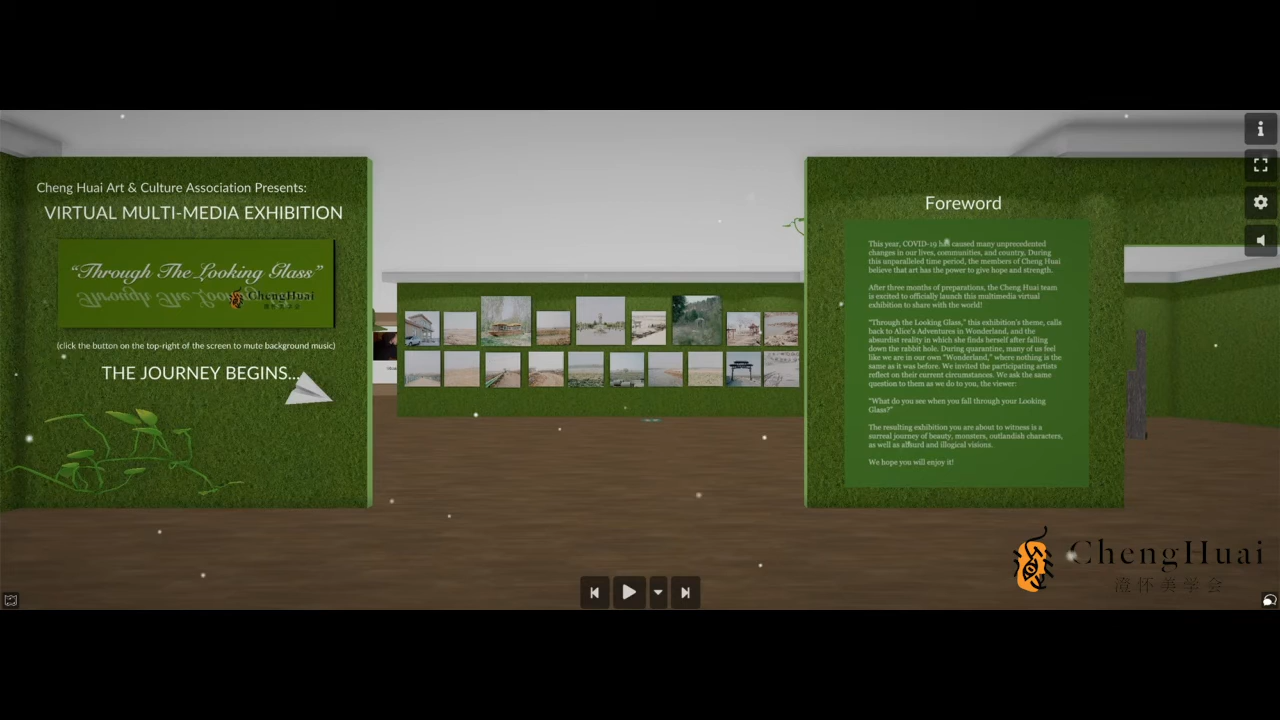 Cheng Huai Art & Culture Association Presents:
VIRTUAL MULTI-MEDIA EXHIBITION
“Through The Looking Glass”
ChengHuai
澄怀美学会
(click the button on the top-right of the screen to mute background music)
THE JOURNEY BEGINS...
Foreword
This year, COVID-19 has caused many unprecedented
changes in our lives, communities, and country. During
this unparalleled time period, the members of Cheng Huai
believe that art has the power to give hope and strength.
After three months of preparations, the Cheng Huai team
is excited to officially launch this multimedia virtual
exhibition to share with the world!
“Through the Looking Glass,” this exhibition's theme, calls
back to Alice's Adventures in Wonderland, and the
absurdist reality in which she finds herself after falling
down the rabbit hole. During quarantine, many of us feel
like we are in our own “Wonderland,” where nothing is the
same as it was before. We invited the participating artists
reflect on their current circumstances. We ask the same
question to them as we do to you, the viewer:
“What do you see when you fall through your Looking
Glass?”
The resulting exhibition you are about to witness is a
surreal journey of beauty, monsters, outlandish characters,
as well as absurd and illogical visions.
We hope you will enjoy it!
ChengHuai
澄怀美学会